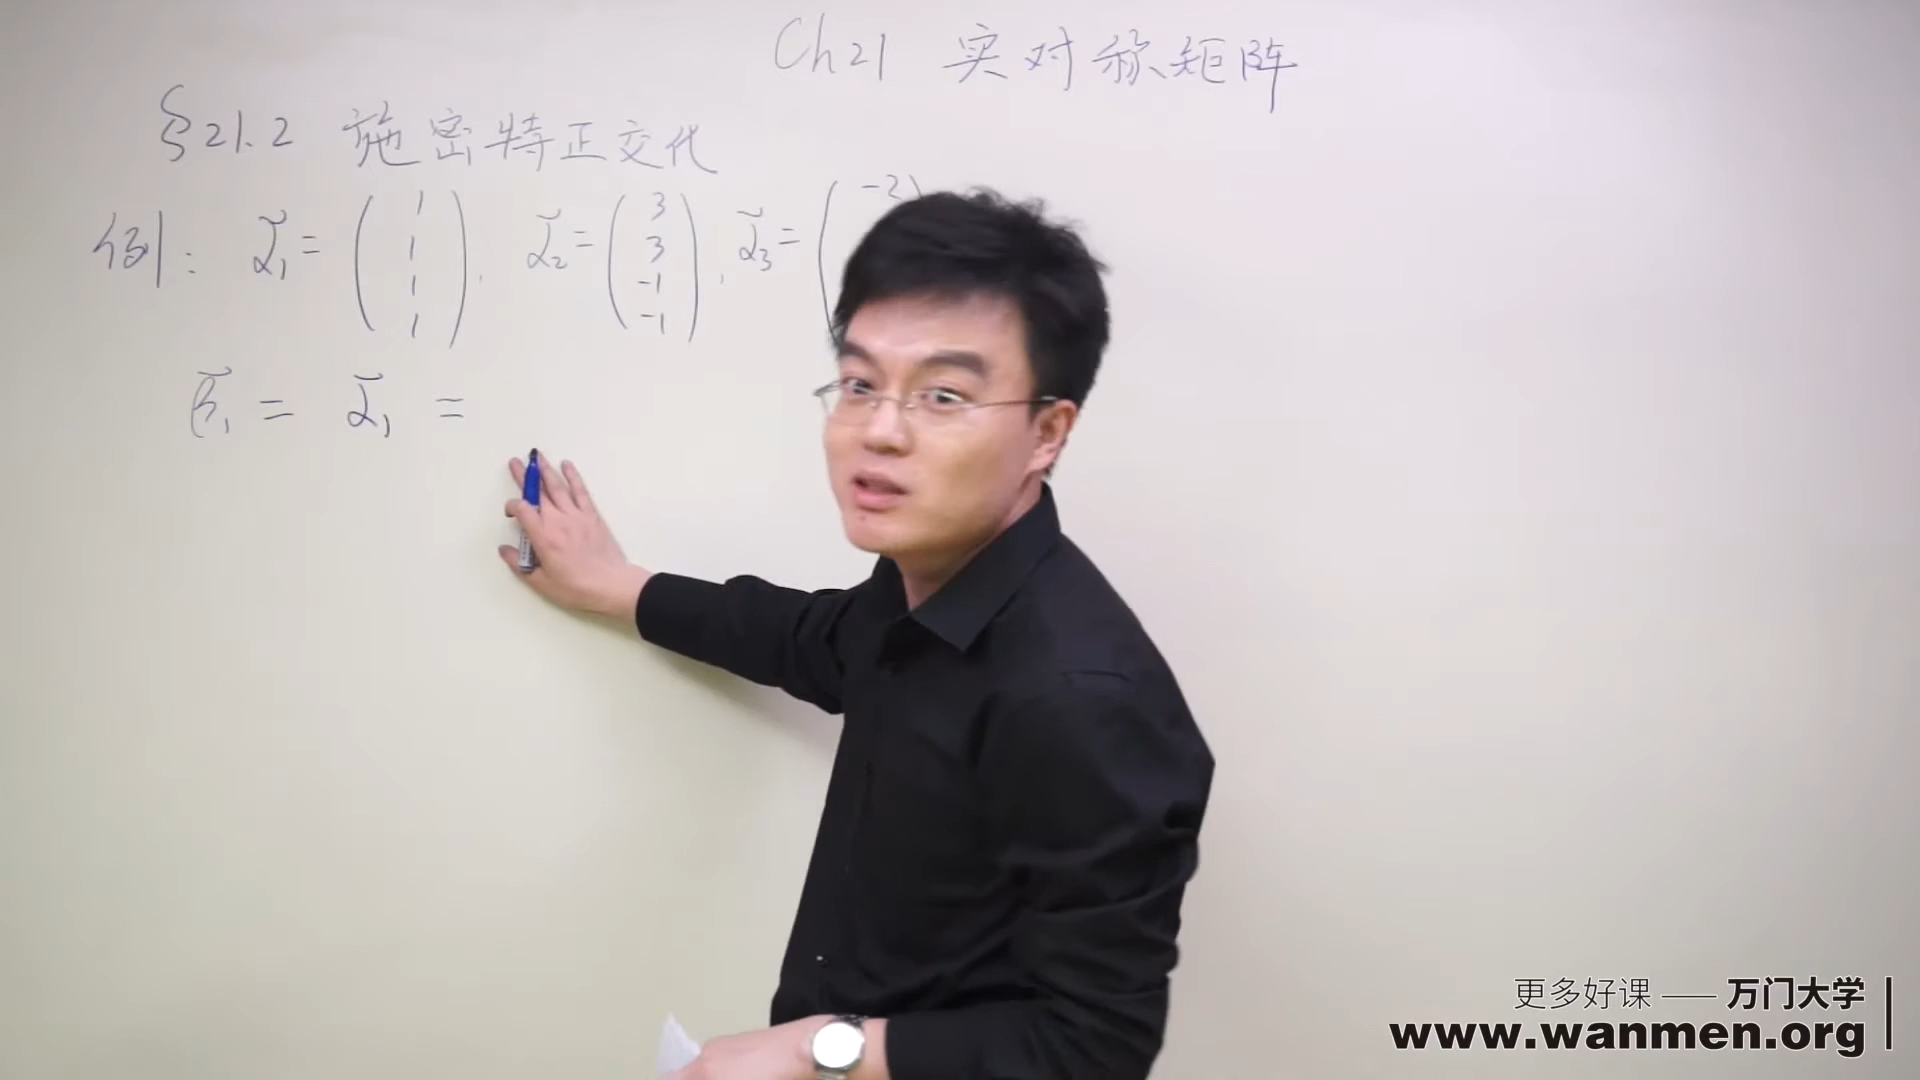 Ch21 实对称矩阵
§21.2 施密特正交化
例: α₁ = (1 1 1 1), α₂ = (3 3 -1 -1), α₃ = ( -2
β₁ = α₁ =
更多好课 —— 万门大学
www.wanmen.org